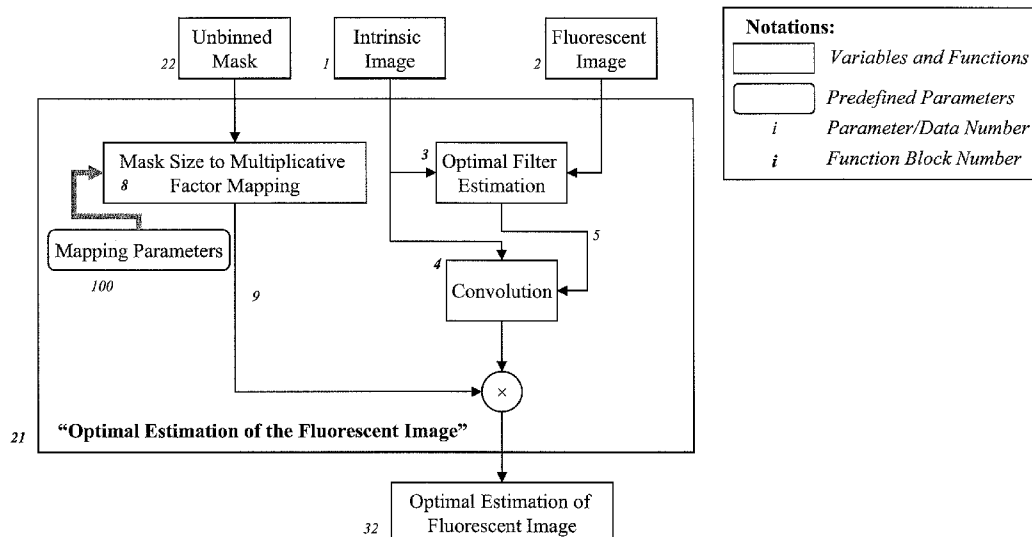 Unbinned
Mask
22
Intrinsic
Image
1
Fluorescent
Image
2
Notations:
Variables and Functions
Predefined Parameters
i Parameter/Data Number
i Function Block Number
Mask Size to Multiplicative
Factor Mapping
8
3
Optimal Filter
Estimation
Mapping Parameters
100
9
5
4
Convolution
×
21
“Optimal Estimation of the Fluorescent Image”
Optimal Estimation of
Fluorescent Image
32